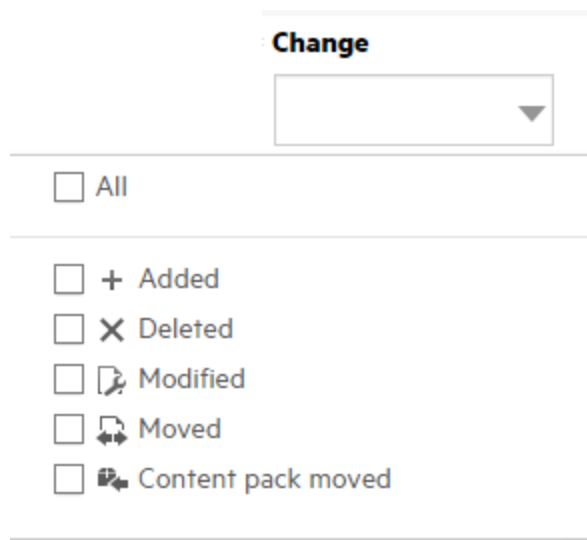 Change
All
Added
Deleted
Modified
Moved
Content pack moved